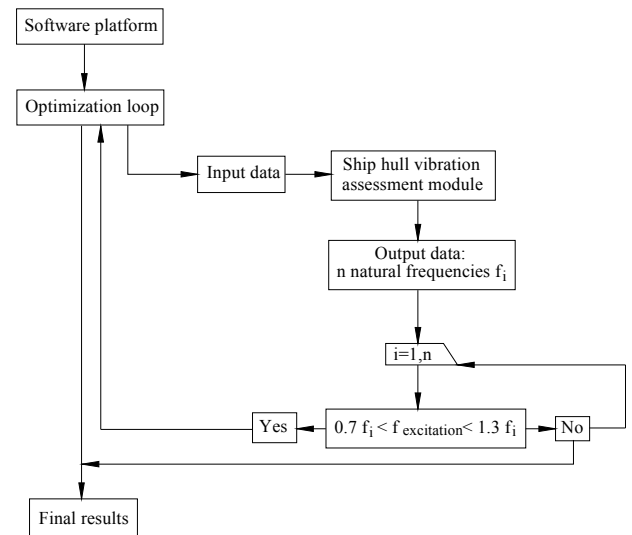 Software platform
Optimization loop
Input data
Ship hull vibration
assessment module
Output data:
n natural frequencies fi
i=1,n
Yes
0.7 fi < f excitation< 1.3 fi
No
Final results